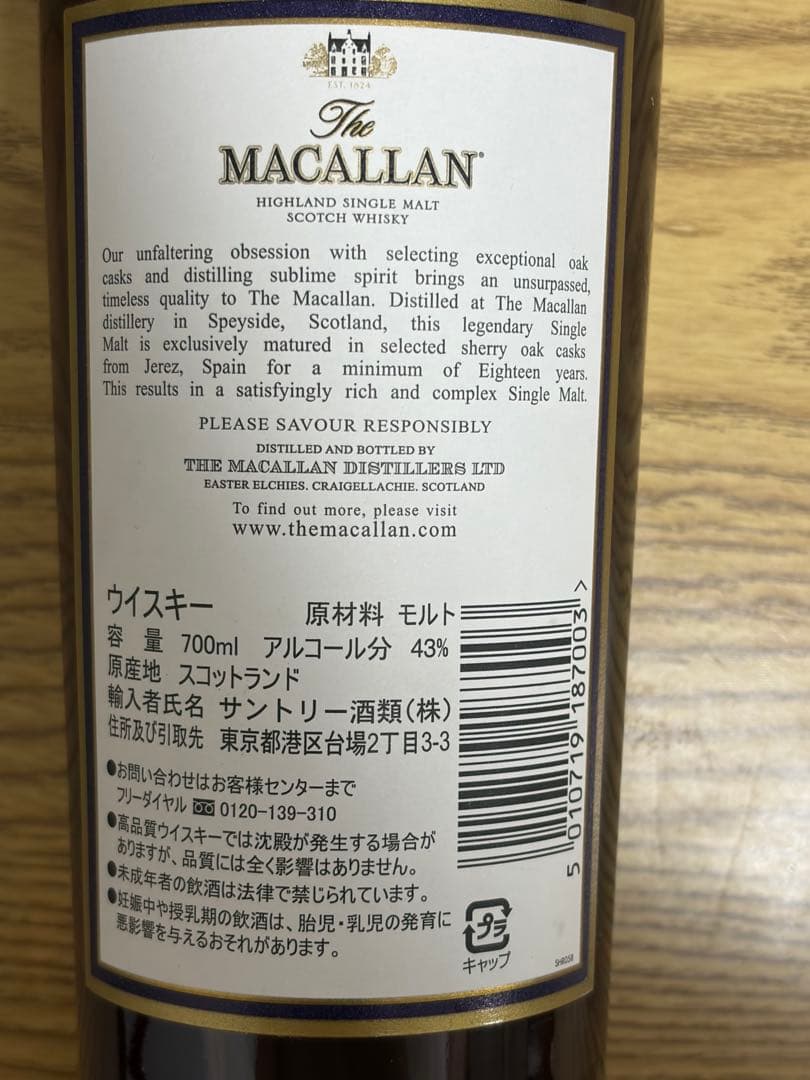 EST. 1824
The
MACALLAN
HIGHLAND SINGLE MALT
SCOTCH WHISKY
Our unfaltering obsession with selecting exceptional oak
casks and distilling sublime spirit brings an unsurpassed,
timeless quality to The Macallan. Distilled at The Macallan
distillery in Speyside, Scotland, this legendary Single
Malt is exclusively matured in selected sherry oak casks
from Jerez, Spain for a minimum of Eighteen years.
This results in a satisfyingly rich and complex Single Malt.
PLEASE SAVOUR RESPONSIBLY
DISTILLED AND BOTTLED BY
THE MACALLAN DISTILLERS LTD
EASTER ELCHIES. CRAIGELLACHIE. SCOTLAND
To find out more, please visit
www.themacallan.com
ウイスキー 原材料 モルト
容量 700ml アルコール分 43%
原産地 スコットランド
輸入者氏名 サントリー酒類(株)
住所及び引取先 東京都港区台場2丁目3-3
●お問い合わせはお客様センターまで
フリーダイヤル 0120-139-310
●高品質ウイスキーでは沈殿が発生する場合が
ありますが、品質には全く影響はありません。
●未成年者の飲酒は法律で禁じられています。
●妊娠中や授乳期の飲酒は、胎児・乳児の発育に
悪影響を与えるおそれがあります。
5 010719 187003 >
プラ
キャップ